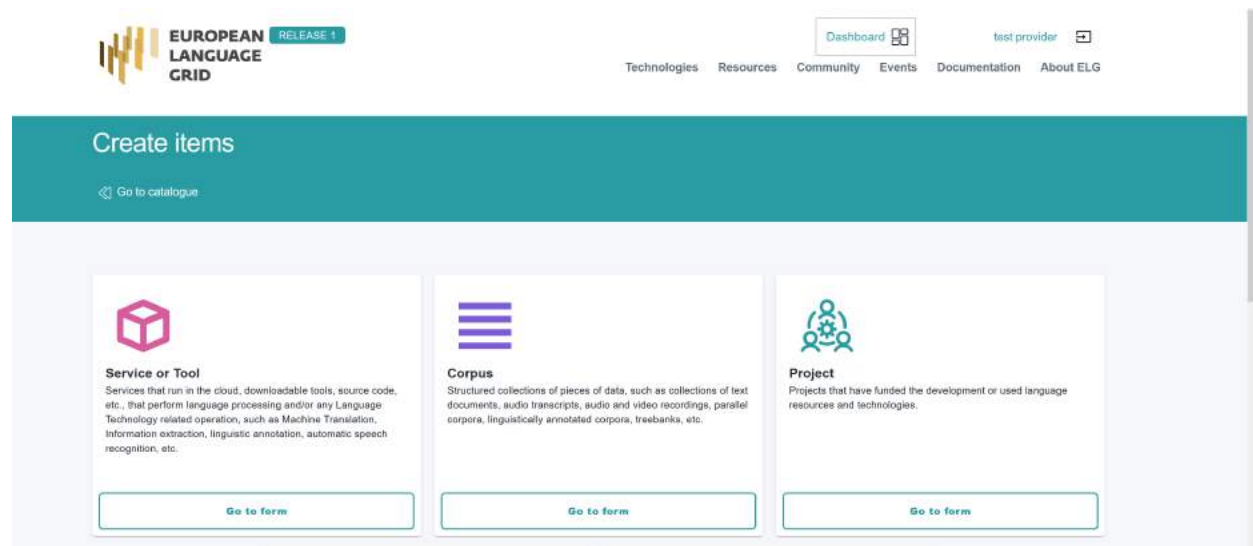 EUROPEAN RELEASE 1
LANGUAGE
GRID
Dashboard test provider
Technologies Resources Community Events Documentation About ELG
Create items
Go to catalogue
Service or Tool
Services that run in the cloud, downloadable tools, source code,
etc., that perform language processing and/or any Language
Technology related operation, such as Machine Translation,
Information extraction, linguistic annotation, automatic speech
recognition, etc.
Go to form
Corpus
Structured collections of pieces of data, such as collections of text
documents, audio transcripts, audio and video recordings, parallel
corpora, linguistically annotated corpora, treebanks, etc.
Go to form
Project
Projects that have funded the development or used language
resources and technologies.
Go to form